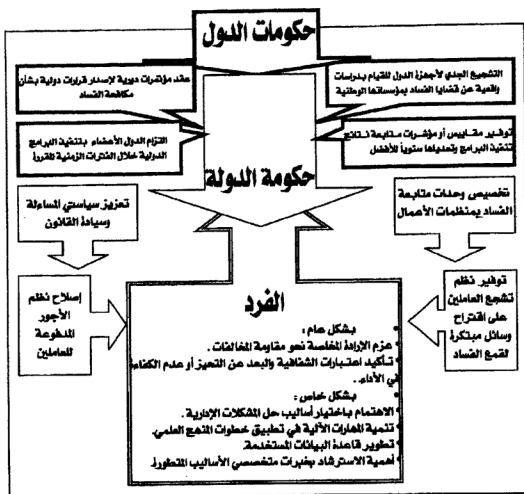 حكومات الدول
التشجيع الجدي لأجهزة الدول للقيام بدراسات
واقعية عن قضايا الفساد بمؤسساتها الوطنية
عقد مؤتمرات دورية لإصدار قرارات دولية بشأن
مكافحة الفساد
توفير مقاييس أو مؤشرات متابعة نتائج
تنفيذ البرامج وتعديلها سنوياً للأفضل
التزام الدول الأعضاء بتنفيذ البرامج
الدولية خلال الفترات الزمنية المقررة
حكومة الدولة
تخصيص وحدات متابعة
الفساد بمنظمات الأعمال
تعزيز سياستي المساءلة
وسيادة القانون
توفير نظم
تشجع العاملين
على اقتراح
وسائل مبتكرة
لقمع الفساد
إصلاح نظم
الأجور
المدفوعة
للعاملين
الفرد
• بشكل عام :
• عزم الإرادة المخلصة نحو مقاومة المخالفات .
• تأكيد اعتبارات الشفافية والبعد عن التحيز أو عدم الكفاءة
في الأداء. .
• بشكل خاص :
• الاهتمام باختيار أساليب حل المشكلات الإدارية .
• تنمية المهارات الآلية في تطبيق خطوات المنهج العلمي.
• تطوير قاعدة البيانات المستخدمة.
• أهمية الاسترشاد بخبرات متخصصي الأساليب المتطورة.